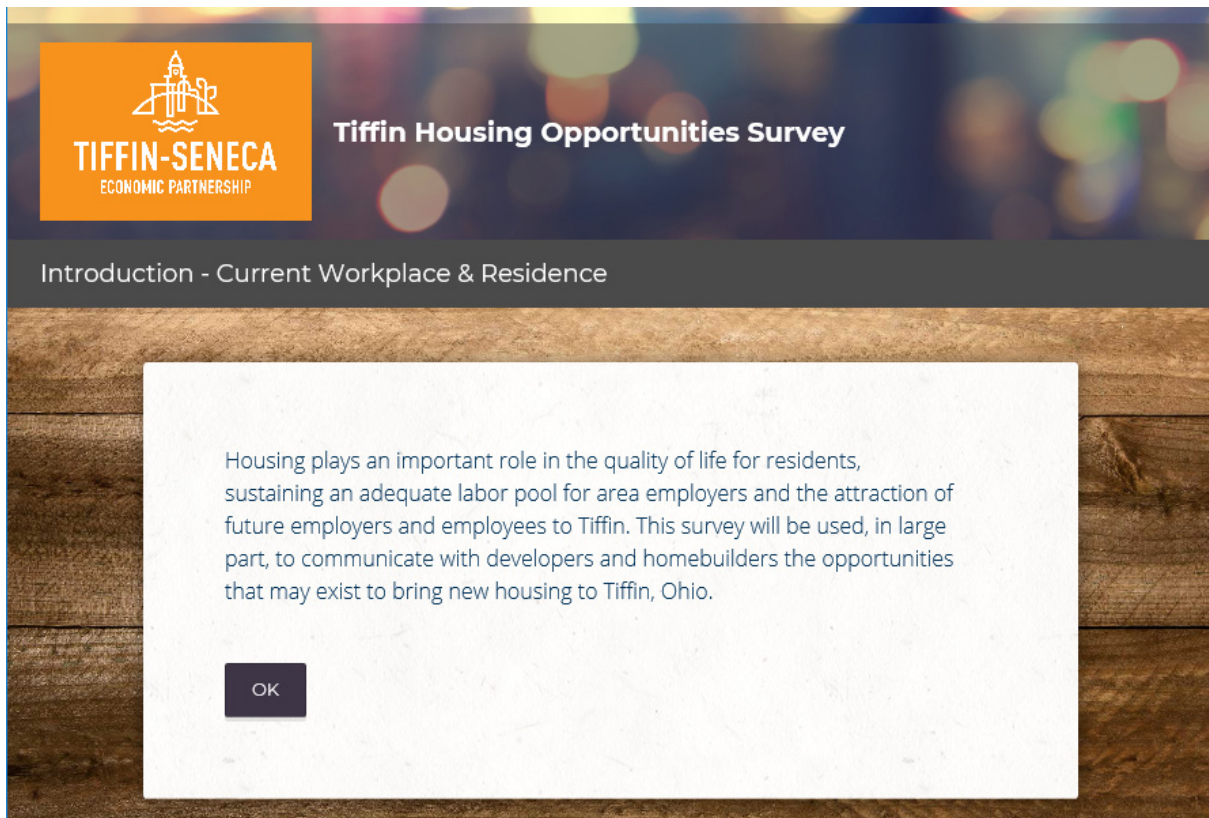 TIFFIN-SENECA
ECONOMIC PARTNERSHIP
Tiffin Housing Opportunities Survey
Introduction - Current Workplace & Residence
Housing plays an important role in the quality of life for residents,
sustaining an adequate labor pool for area employers and the attraction of
future employers and employees to Tiffin. This survey will be used, in large
part, to communicate with developers and homebuilders the opportunities
that may exist to bring new housing to Tiffin, Ohio.
OK